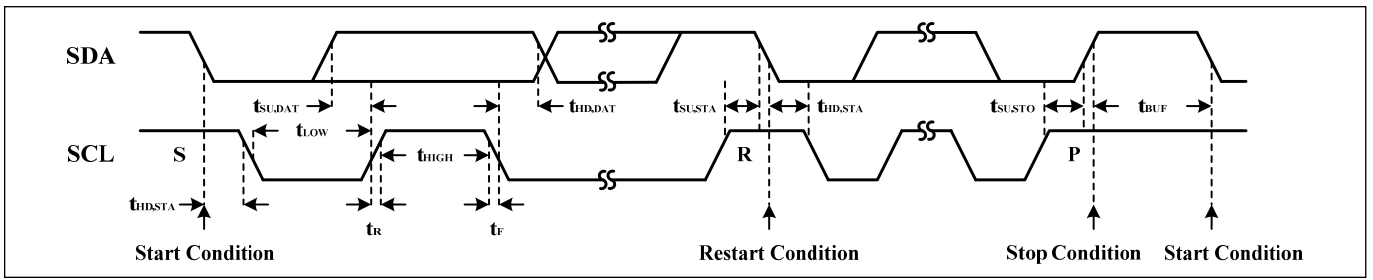 SDA
tSU,DAT tHD,DAT tSU,STA tHD,STA tSU,STO tBUF
tLOW
SCL S tHIGH R P
tHD,STA
tR tF
Start Condition Restart Condition Stop Condition Start Condition